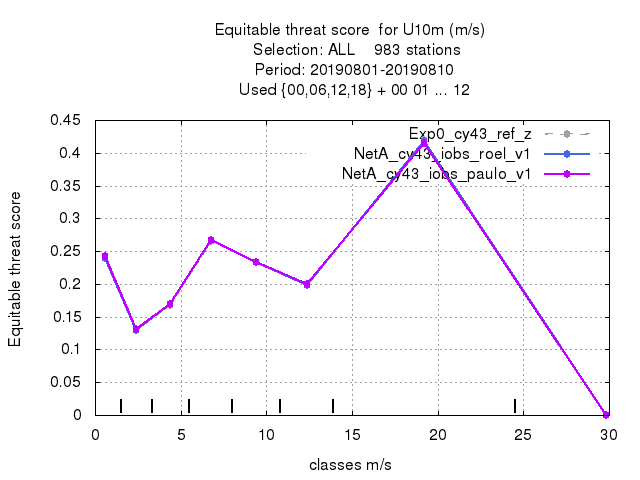 Equitable threat score  for U10m (m/s)
Selection: ALL    983 stations
Period: 20190801-20190810
Used {00,06,12,18} + 00 01 ... 12
Exp0_cy43_ref_z
NetA_cy43_iobs_roel_v1
NetA_cy43_iobs_paulo_v1
Equitable threat score
0.45
0.4
0.35
0.3
0.25
0.2
0.15
0.1
0.05
0
0 5 10 15 20 25 30
classes m/s